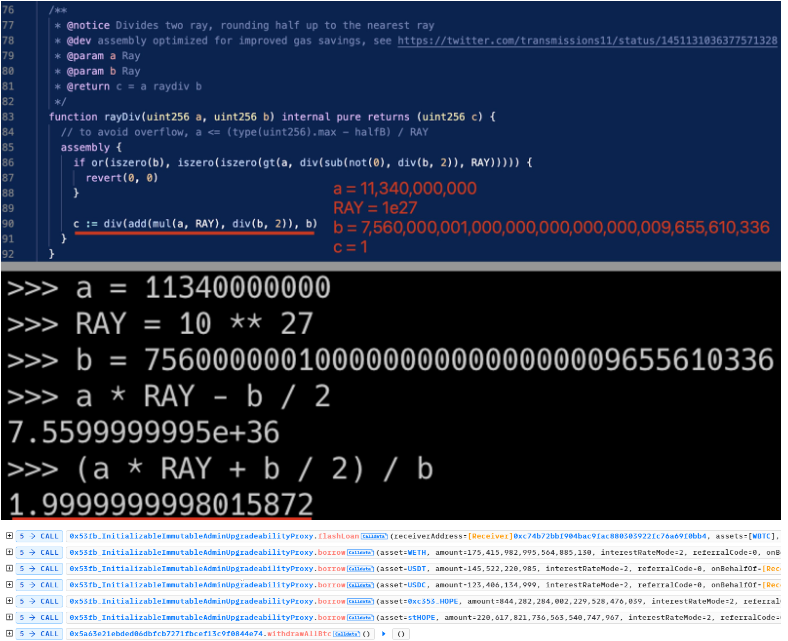 76 /**
77 * @notice Divides two ray, rounding half up to the nearest ray
78 * @dev assembly optimized for improved gas savings, see https://twitter.com/transmissions11/status/1451131036377571328
79 * @param a Ray
80 * @param b Ray
81 * @return c = a raydiv b
82 */
83 function rayDiv(uint256 a, uint256 b) internal pure returns (uint256 c) {
84 // to avoid overflow, a <= (type(uint256).max - halfB) / RAY
85 assembly {
86 if or(iszero(b), iszero(iszero(gt(a, div(sub(not(0), div(b, 2)), RAY))))) {
87 revert(0, 0)
88 }
89
90 c := div(add(mul(a, RAY), div(b, 2)), b)
91 }
92 }
a = 11,340,000,000
RAY = 1e27
b = 7,560,000,001,000,000,000,000,000,009,655,610,336
c = 1
>>> a = 11340000000
>>> RAY = 10 ** 27
>>> b = 7560000001000000000000000009655610336
>>> a * RAY - b / 2
7.5599999995e+36
>>> (a * RAY + b / 2) / b
1.9999999998015872
5 → CALL 0x53fb_InitializableImmutableAdminUpgradeabilityProxy.flashLoan Calldata (receiverAddress=[Receiver]0xc74b72bbf904bac9fac880303922fc76a69f0bb4, assets=[WBTC],
5 → CALL 0x53fb_InitializableImmutableAdminUpgradeabilityProxy.borrow Calldata (asset=WETH, amount=175,415,982,995,564,885,130, interestRateMode=2, referralCode=0, onB
5 → CALL 0x53fb_InitializableImmutableAdminUpgradeabilityProxy.borrow Calldata (asset=USDT, amount=145,522,220,985, interestRateMode=2, referralCode=0, onBehalfOf=[Rec
5 → CALL 0x53fb_InitializableImmutableAdminUpgradeabilityProxy.borrow Calldata (asset=USDC, amount=123,406,134,999, interestRateMode=2, referralCode=0, onBehalfOf=[Rec
5 → CALL 0x53fb_InitializableImmutableAdminUpgradeabilityProxy.borrow Calldata (asset=0xc353.HOPE, amount=844,282,284,002,229,528,476,039, interestRateMode=2, referral
5 → CALL 0x53fb_InitializableImmutableAdminUpgradeabilityProxy.borrow Calldata (asset=stHOPE, amount=220,617,821,736,563,540,747,967, interestRateMode=2, referralCode=
5 → CALL 0x5a63e21ebded06dbfcb7271fbcef13c9f0844e74.withdrawAllBtc Calldata () ▸ ()